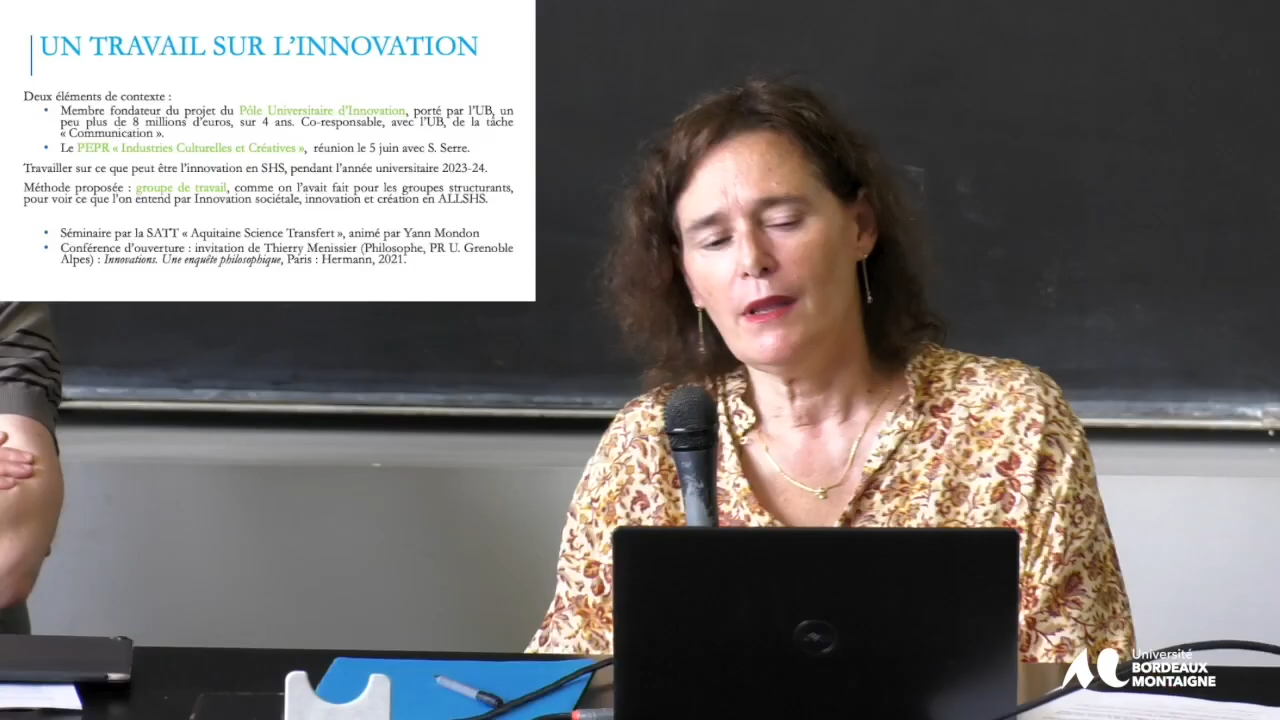 UN TRAVAIL SUR L'INNOVATION
Deux éléments de contexte :
• Membre fondateur du projet du Pôle Universitaire d'Innovation, porté par l'UB, un
peu plus de 8 millions d'euros, sur 4 ans. Co-responsable, avec l'UB, de la tâche
« Communication ».
• Le PEPR « Industries Culturelles et Créatives », réunion le 5 juin avec S. Serre.
Travailler sur ce que peut être l'innovation en SHS, pendant l'année universitaire 2023-24.
Méthode proposée : groupe de travail, comme on l'avait fait pour les groupes structurants,
pour voir ce que l'on entend par Innovation sociétale, innovation et création en ALLSHS.
• Séminaire par la SATT « Aquitaine Science Transfert », animé par Yann Mondon
• Conférence d'ouverture : invitation de Thierry Menissier (Philosophe, PR U. Grenoble
Alpes) : Innovations. Une enquête philosophique, Paris : Hermann, 2021.
Université
BORDEAUX
MONTAIGNE